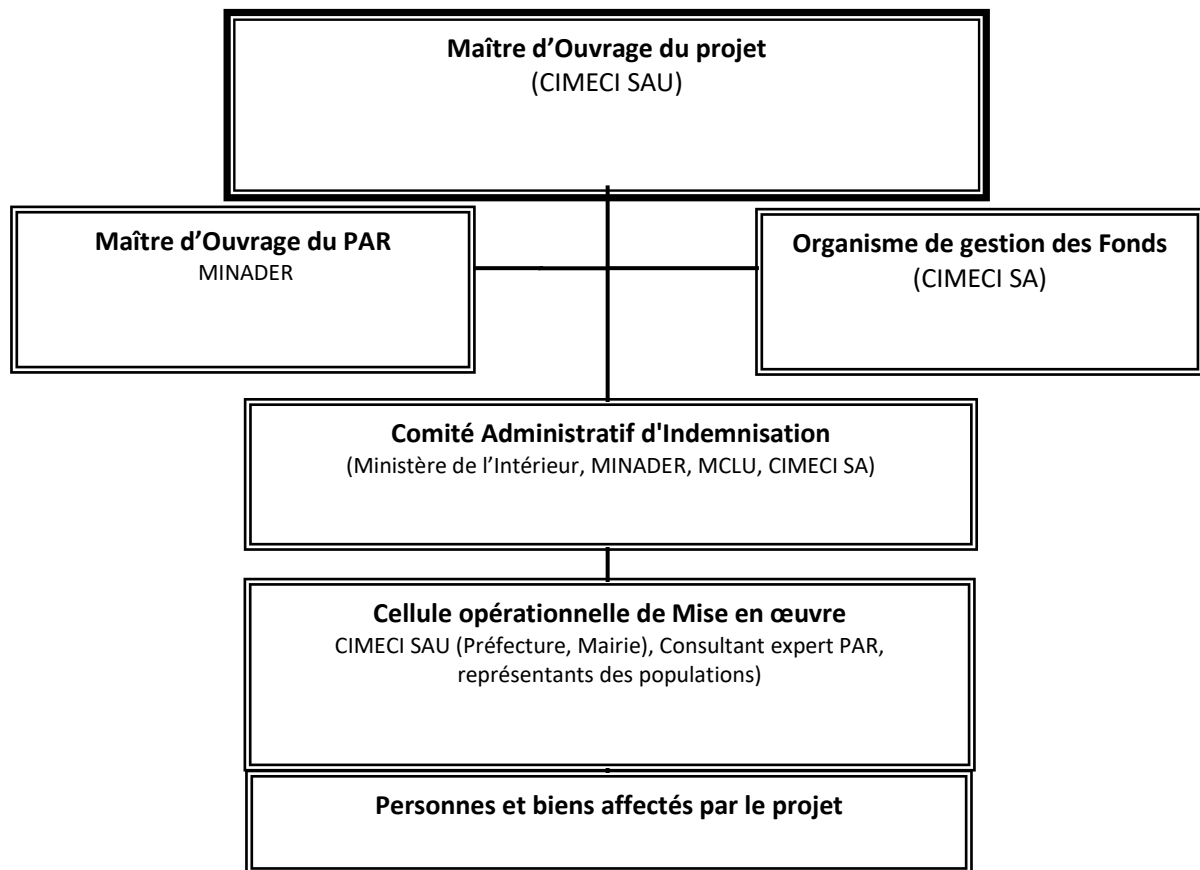 Maître d’Ouvrage du projet
(CIMECI SAU)
Maître d’Ouvrage du PAR
MINADER
Organisme de gestion des Fonds
(CIMECI SA)
Comité Administratif d'Indemnisation
(Ministère de l’Intérieur, MINADER, MCLU, CIMECI SA)
Cellule opérationnelle de Mise en œuvre
CIMECI SAU (Préfecture, Mairie), Consultant expert PAR,
représentants des populations)
Personnes et biens affectés par le projet